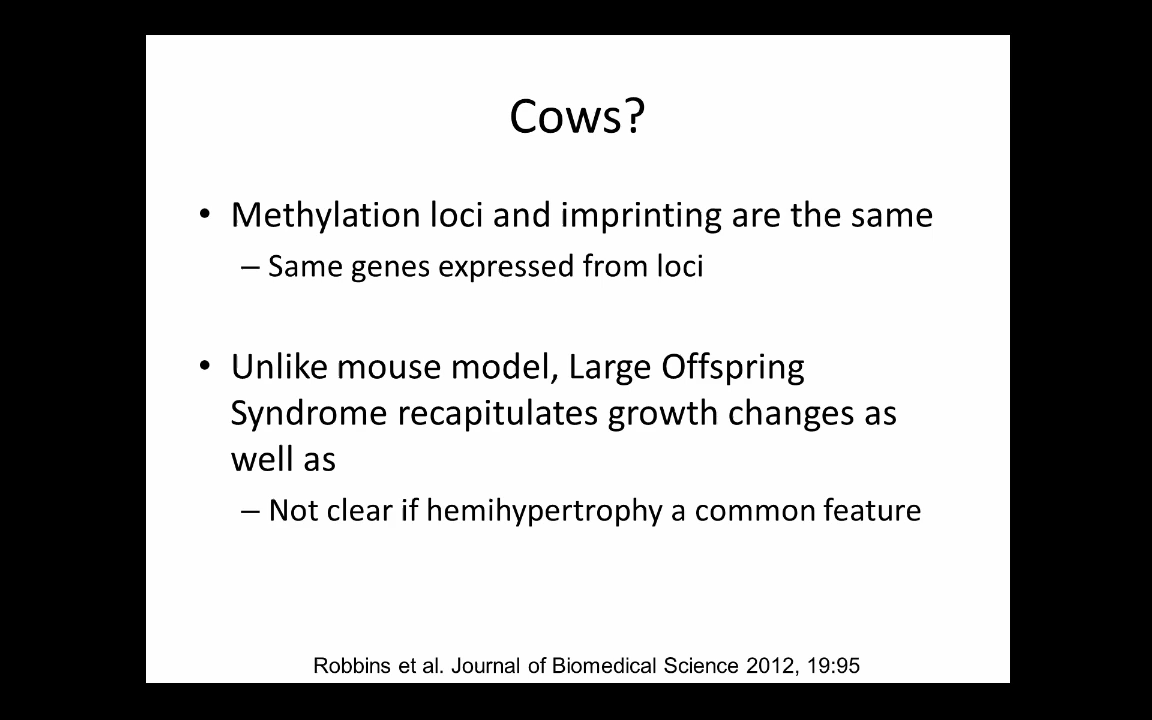 Cows?
• Methylation loci and imprinting are the same
– Same genes expressed from loci
• Unlike mouse model, Large Offspring
Syndrome recapitulates growth changes as
well as
– Not clear if hemihypertrophy a common feature
Robbins et al. Journal of Biomedical Science 2012, 19:95